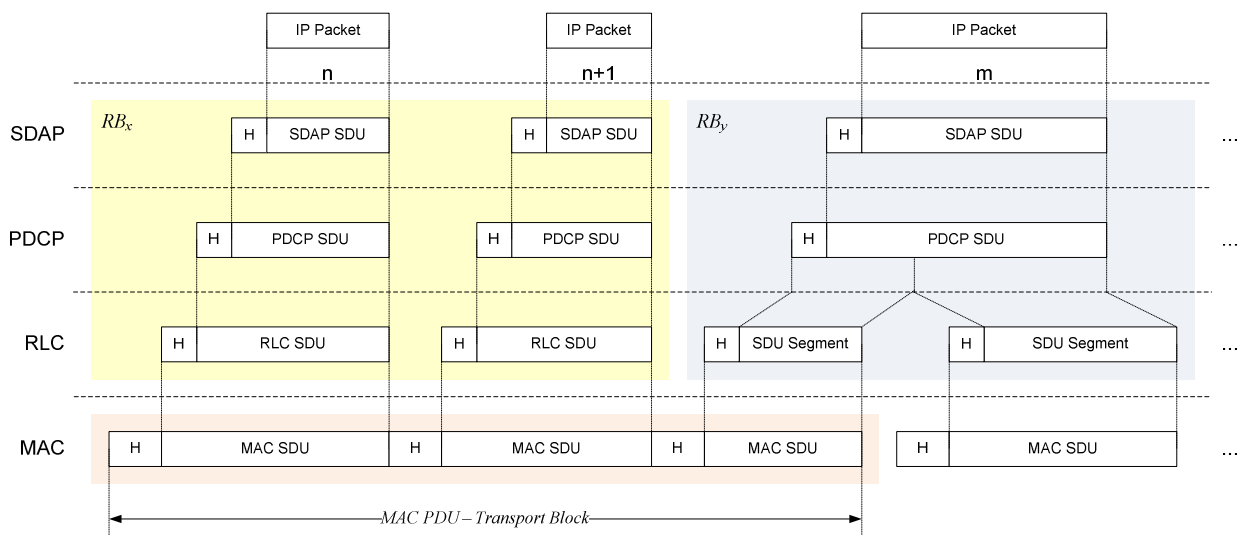 IP Packet IP Packet IP Packet
n n+1 m
RBx RBy
SDAP H SDAP SDU H SDAP SDU H SDAP SDU ...
PDCP H PDCP SDU H PDCP SDU H PDCP SDU ...
RLC H RLC SDU H RLC SDU H SDU Segment H SDU Segment ...
MAC H MAC SDU H MAC SDU H MAC SDU H MAC SDU ...
MAC PDU – Transport Block